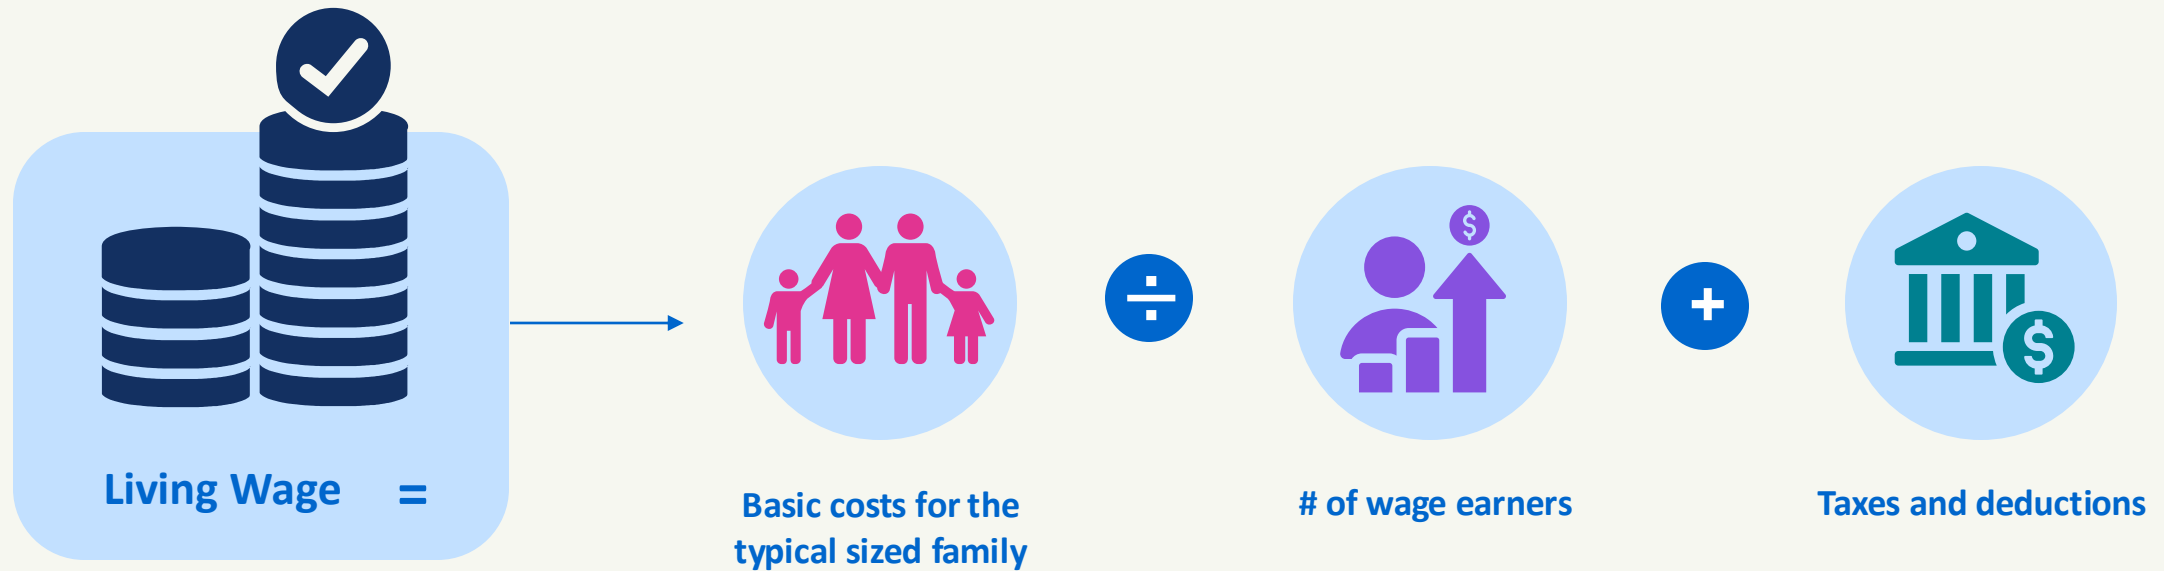 Living Wage =
Basic costs for the
typical sized family
÷
# of wage earners
$
+
Taxes and deductions
$